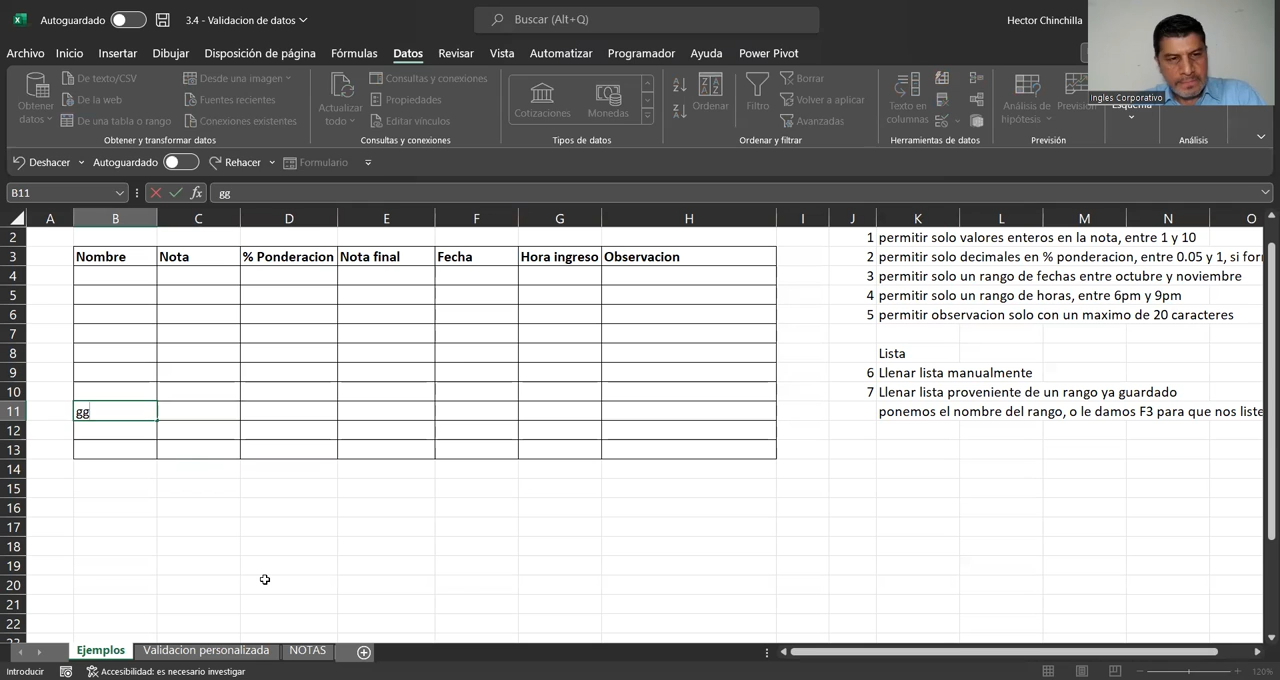 Autoguardado
3.4 - Validacion de datos
Buscar (Alt+Q)
Hector Chinchilla
Archivo Inicio Insertar Dibujar Disposición de página Fórmulas Datos Revisar Vista Automatizar Programador Ayuda Power Pivot
Obtener datos
De texto/CSV
De la web
De una tabla o rango
Desde una imagen
Fuentes recientes
Conexiones existentes
Obtener y transformar datos
Actualizar todo
Consultas y conexiones
Propiedades
Editar vínculos
Consultas y conexiones
Cotizaciones
Monedas
Tipos de datos
Ordenar
Filtro
Borrar
Volver a aplicar
Avanzadas
Ordenar y filtrar
Texto en columnas
Herramientas de datos
Análisis de hipótesis
Previsión
Esquema
Análisis
Ingles Corporativo
Deshacer Autoguardado Rehacer Formulario
B11 fx gg
A B C D E F G H I J K L M N O
2 1 permitir solo valores enteros en la nota, entre 1 y 10
3 Nombre Nota % Ponderacion Nota final Fecha Hora ingreso Observacion 2 permitir solo decimales en % ponderacion, entre 0.05 y 1, si for
4 3 permitir solo un rango de fechas entre octubre y noviembre
5 4 permitir solo un rango de horas, entre 6pm y 9pm
6 5 permitir observacion solo con un maximo de 20 caracteres
7
8 Lista
9 6 Llenar lista manualmente
10 7 Llenar lista proveniente de un rango ya guardado
11 gg ponemos el nombre del rango, o le damos F3 para que nos liste
12
13
14
15
16
17
18
19
20
21
22
Ejemplos Validacion personalizada NOTAS
Introducir Accesibilidad: es necesario investigar 120%